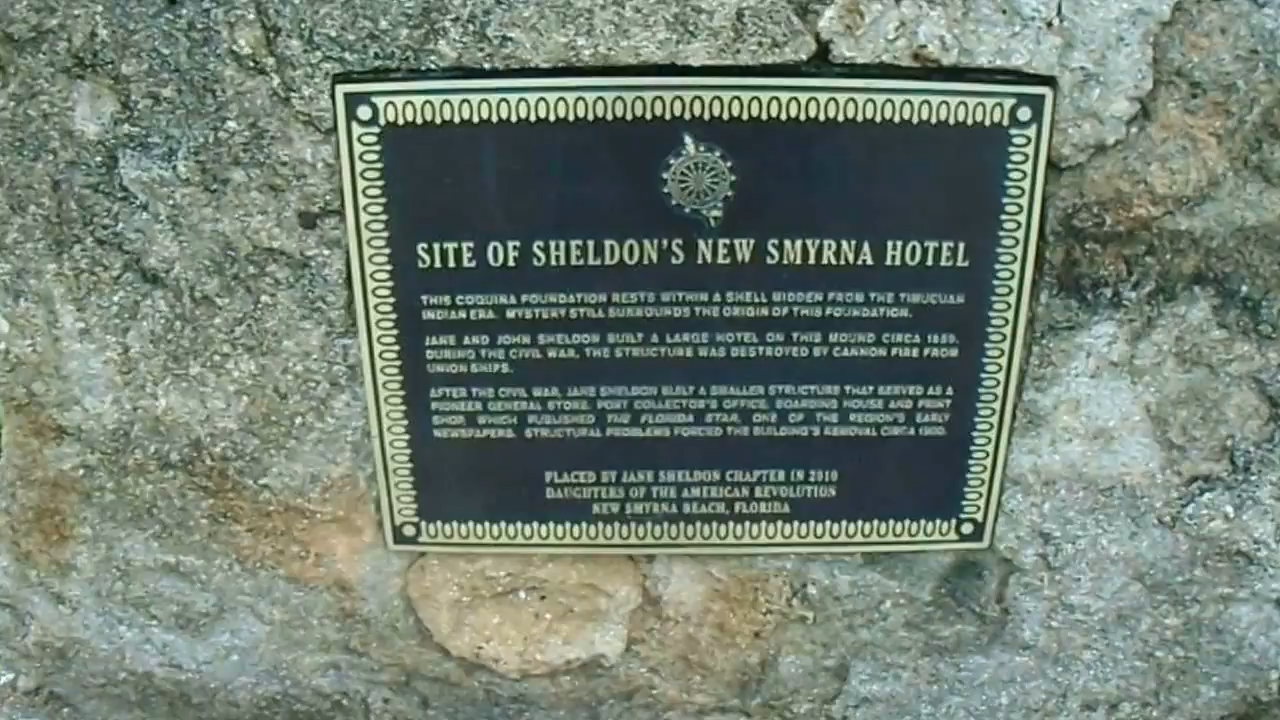 SITE OF SHELDON'S NEW SMYRNA HOTEL
THIS COQUINA FOUNDATION RESTS WITHIN A SHELL MIDDEN FROM THE TIMUCUAN
INDIAN ERA. MYSTERY STILL SURROUNDS THE ORIGIN OF THIS FOUNDATION.
JANE AND JOHN SHELDON BUILT A LARGE HOTEL ON THIS MOUND CIRCA
DURING THE CIVIL WAR, THE STRUCTURE WAS DESTROYED BY CANNON FIRE FROM
UNION SHIPS.
AFTER THE CIVIL WAR, JANE SHELDON BUILT A SMALLER STRUCTURE THAT SERVED AS A
PIONEER GENERAL STORE, PORT COLLECTOR'S OFFICE, BOARDING HOUSE AND PRINT
SHOP, WHICH PUBLISHED THE FLORIDA STAR, ONE OF THE REGION'S EARLY
NEWSPAPERS. STRUCTURAL PROBLEMS FORCED THE BUILDING'S REMOVAL CIRCA
PLACED BY JANE SHELDON CHAPTER IN 2010
DAUGHTERS OF THE AMERICAN REVOLUTION
NEW SMYRNA BEACH, FLORIDA